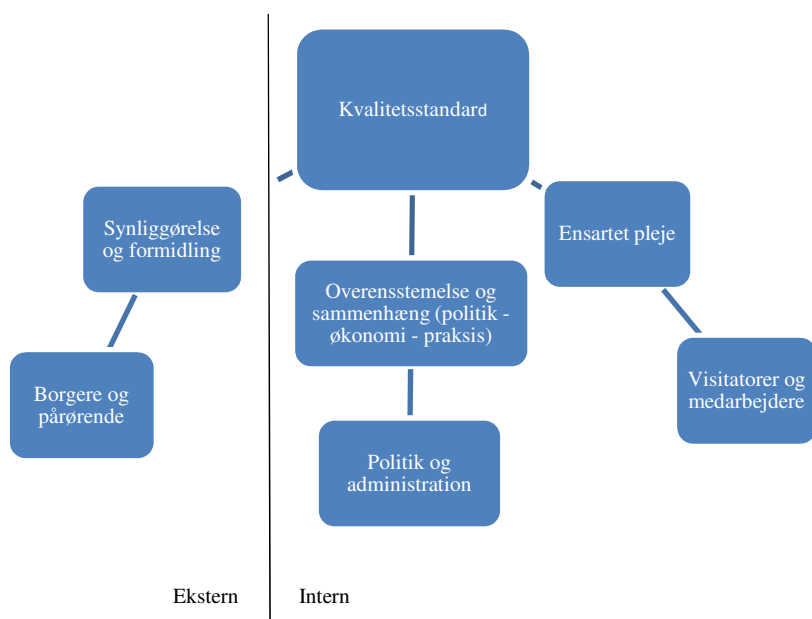 Kvalitetsstandard
Synliggørelse
og formidling
Ensartet pleje
Overensstemelse og
sammenhæng (politik -
økonomi - praksis)
Borgere og
pårørende
Visitatorer og
medarbejdere
Politik og
administration
Ekstern
Intern